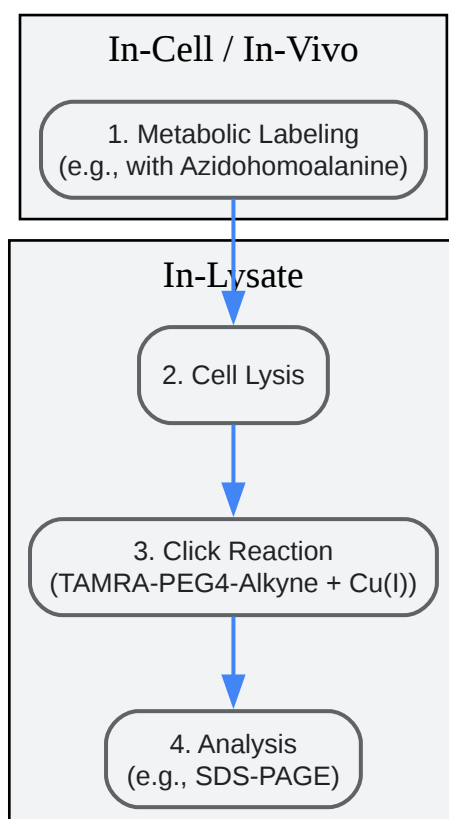 In-Cell / In-Vivo
1. Metabolic Labeling
(e.g., with Azidohomoalanine)
In-Lysate
2. Cell Lysis
3. Click Reaction
(TAMRA-PEG4-Alkyne + Cu(I))
4. Analysis
(e.g., SDS-PAGE)